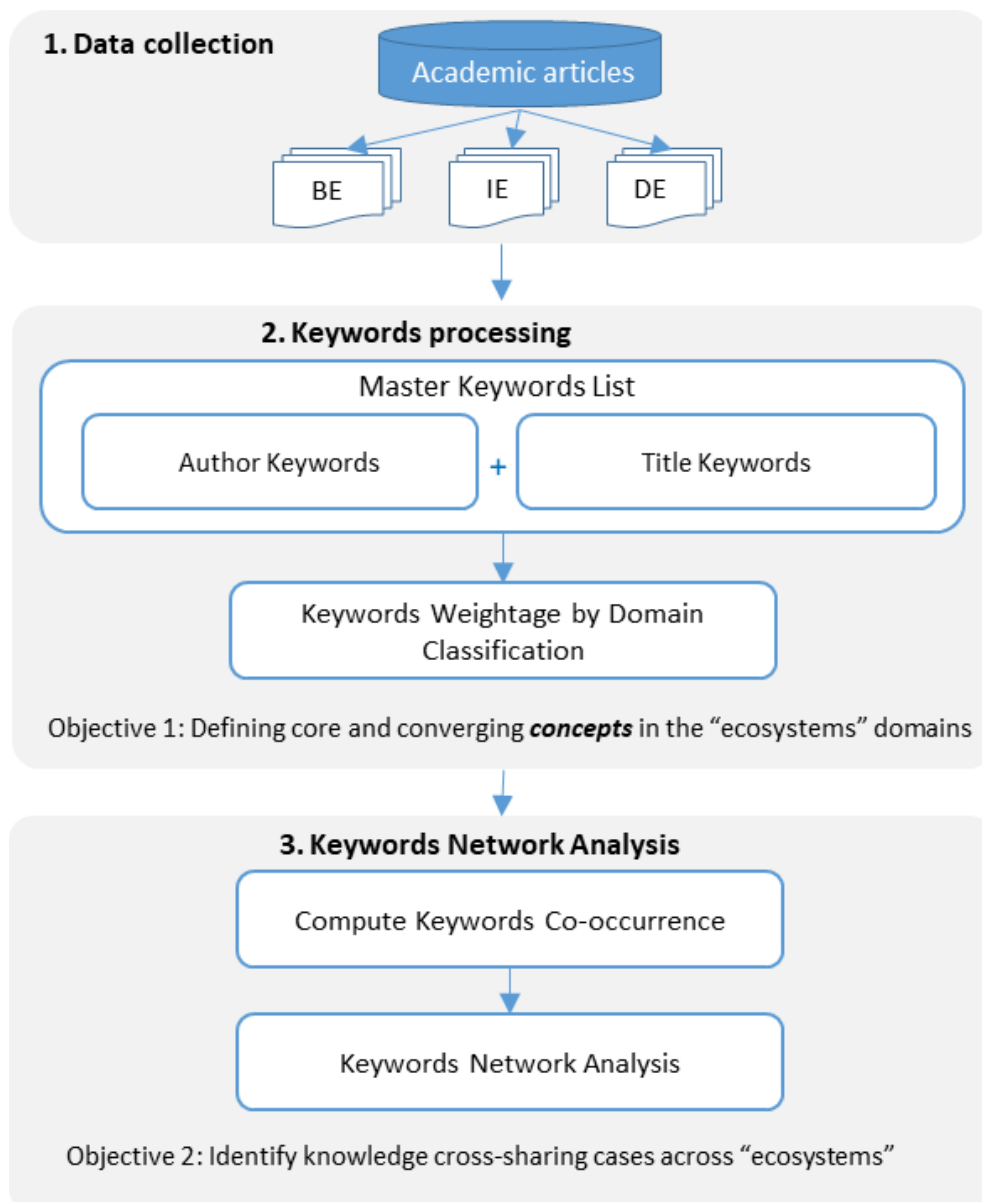 1. Data collection
Academic articles
BE
IE
DE
2. Keywords processing
Master Keywords List
Author Keywords
+
Title Keywords
Keywords Weightage by Domain
Classification
Objective 1: Defining core and converging concepts in the “ecosystems” domains
3. Keywords Network Analysis
Compute Keywords Co-occurrence
Keywords Network Analysis
Objective 2: Identify knowledge cross-sharing cases across “ecosystems”